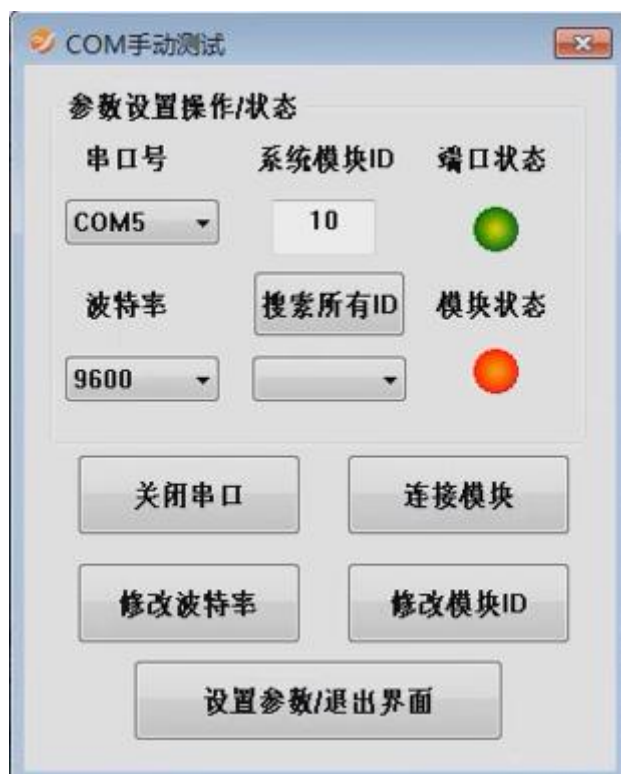 COM手动测试
参数设置操作/状态
串口号 系统模块ID 端口状态
COM5 10
波特率 搜索所有ID 模块状态
9600
关闭串口 连接模块
修改波特率 修改模块ID
设置参数/退出界面